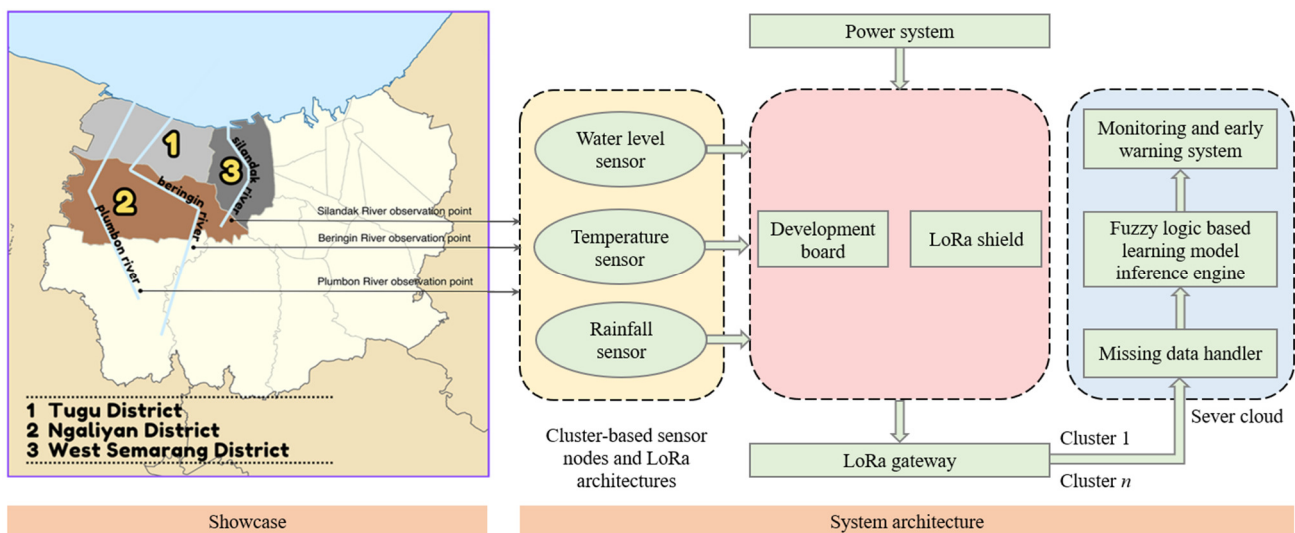 1
2
3
silandak river
beringin river
plumbon river
Silandak River observation point
Beringin River observation point
Plumbon River observation point
1 Tugu District
2 Ngaliyan District
3 West Semarang District
Showcase
Water level
sensor
Temperature
sensor
Rainfall
sensor
Cluster-based sensor
nodes and LoRa
architectures
Power system
Development
board
LoRa shield
LoRa gateway
Cluster 1
Cluster n
Monitoring and early
warning system
Fuzzy logic based
learning model
inference engine
Missing data handler
Sever cloud
System architecture